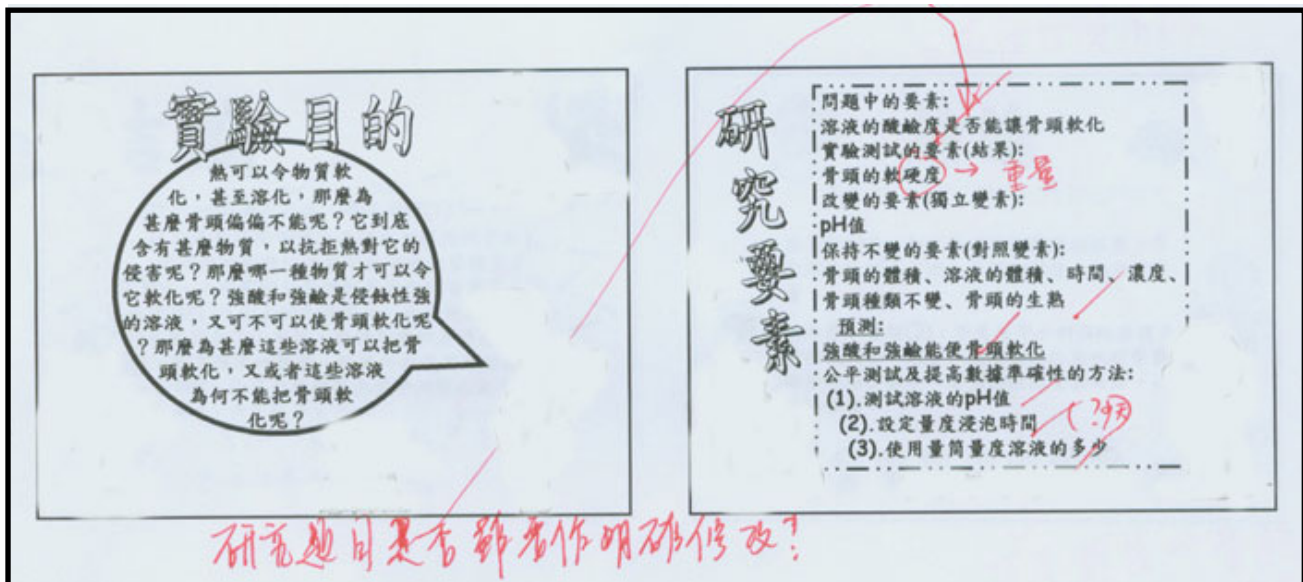 實驗目的
熱可以令物質軟
化，甚至溶化，那麼為
甚麼骨頭偏偏不能呢？它到底
含有甚麼物質，以抗拒熱對它的
侵害呢？那麼哪一種物質才可以令
它軟化呢？強酸和強鹼是侵蝕性強
的溶液，又可不可以使骨頭軟化呢
？那麼為甚麼這些溶液可以把骨
頭軟化，又或者這些溶液
為何不能把骨頭軟
化呢？
研究要素
問題中的要素:
溶液的酸鹼度是否能讓骨頭軟化
實驗測試的要素(結果):
骨頭的軟硬度 → 重量
改變的要素(獨立變素):
pH值
保持不變的要素(對照變素):
骨頭的體積、溶液的體積、時間、濃度、
骨頭種類不變、骨頭的生熟
預測:
強酸和強鹼能使骨頭軟化
公平測試及提高數據準確性的方法:
(1).測試溶液的pH值
(2).設定量度浸泡時間
(3).使用量筒量度溶液的多少
研究題目是否 作明確修改?